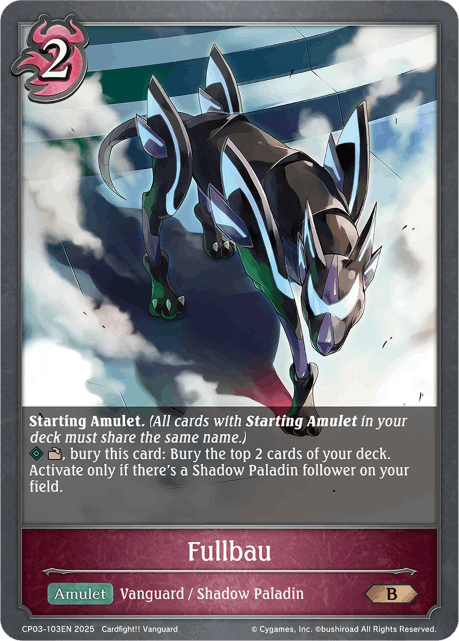 2
Starting Amulet. (All cards with Starting Amulet in your
deck must share the same name.)
, bury this card: Bury the top 2 cards of your deck.
Activate only if there's a Shadow Paladin follower on your
field.
Fullbau
Amulet Vanguard / Shadow Paladin B
CP03-103EN 2025 Cardfight!! Vanguard © Cygames, Inc. ©bushiroad All Rights Reserved.